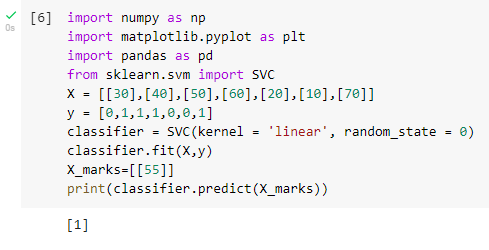 [6] import numpy as np
import matplotlib.pyplot as plt
import pandas as pd
0s
from sklearn.svm import SVC
X = [[30],[40],[50],[60],[20],[10],[70]]
y = [0,1,1,1,0,0,1]
classifier = SVC(kernel = 'linear', random_state = 0)
classifier.fit(X,y)
X_marks=[[55]]
print(classifier.predict(X_marks))
[1]